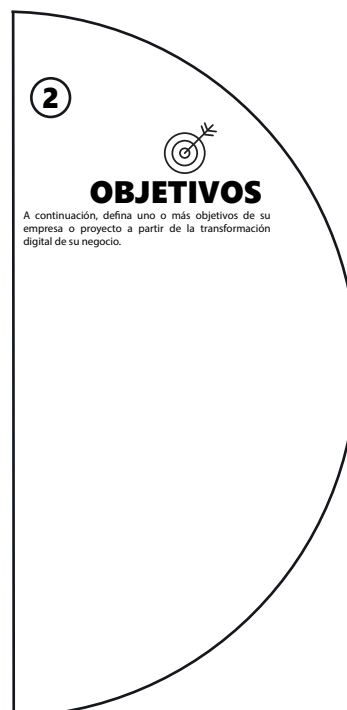 2
OBJETIVOS
A continuación, defina uno o más objetivos de su
empresa o proyecto a partir de la transformación
digital de su negocio.